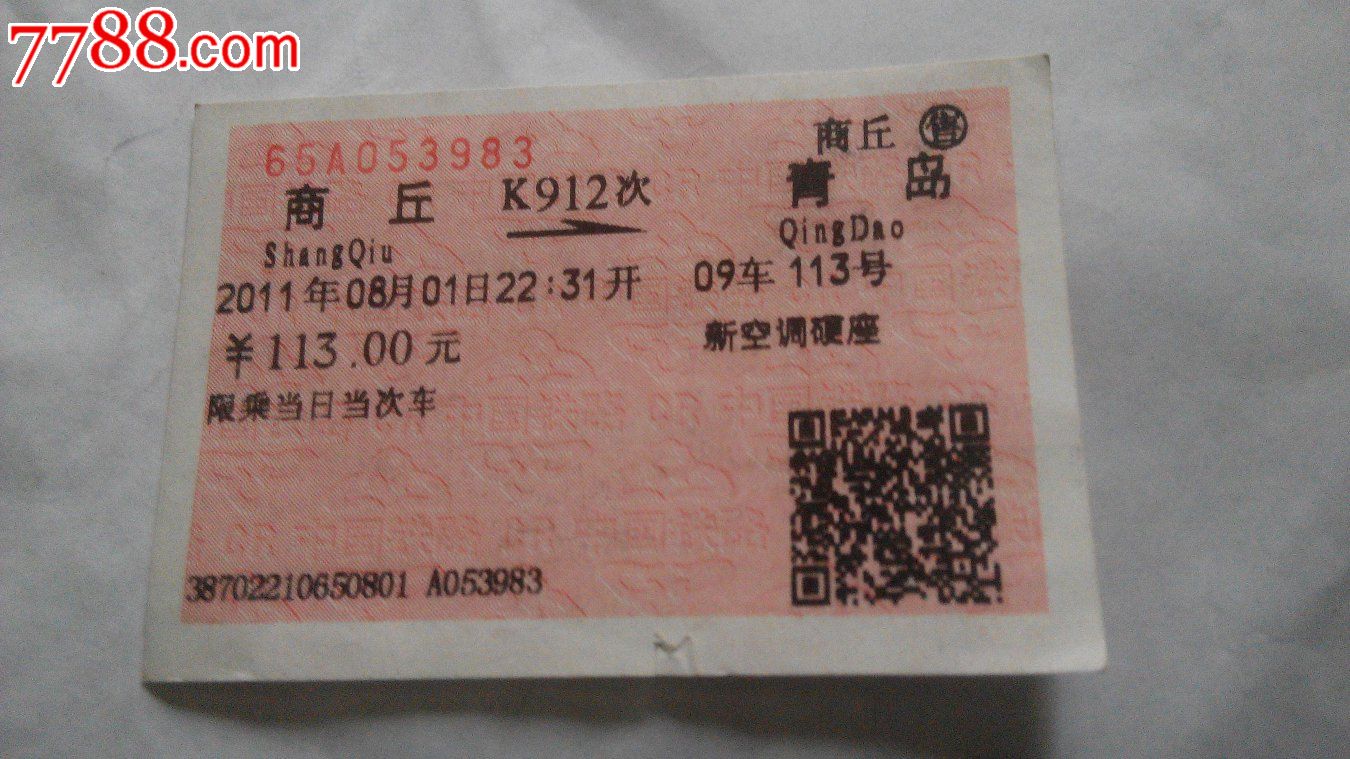 7788.com
65A053983
商丘 售
商丘 K912次 青岛
ShangQiu QingDao
2011年08月01日22:31开 09车113号
¥113.00元 新空调硬座
限乘当日当次车
38702210650801 A053983